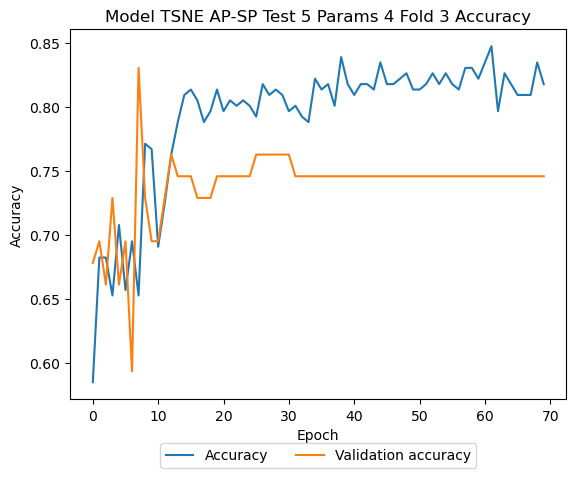 Model TSNE AP-SP Test 5 Params 4 Fold 3 Accuracy
0.85
0.80
0.75
0.70
0.65
0.60
Accuracy
0 10 20 30 40 50 60 70
Epoch
Accuracy Validation accuracy